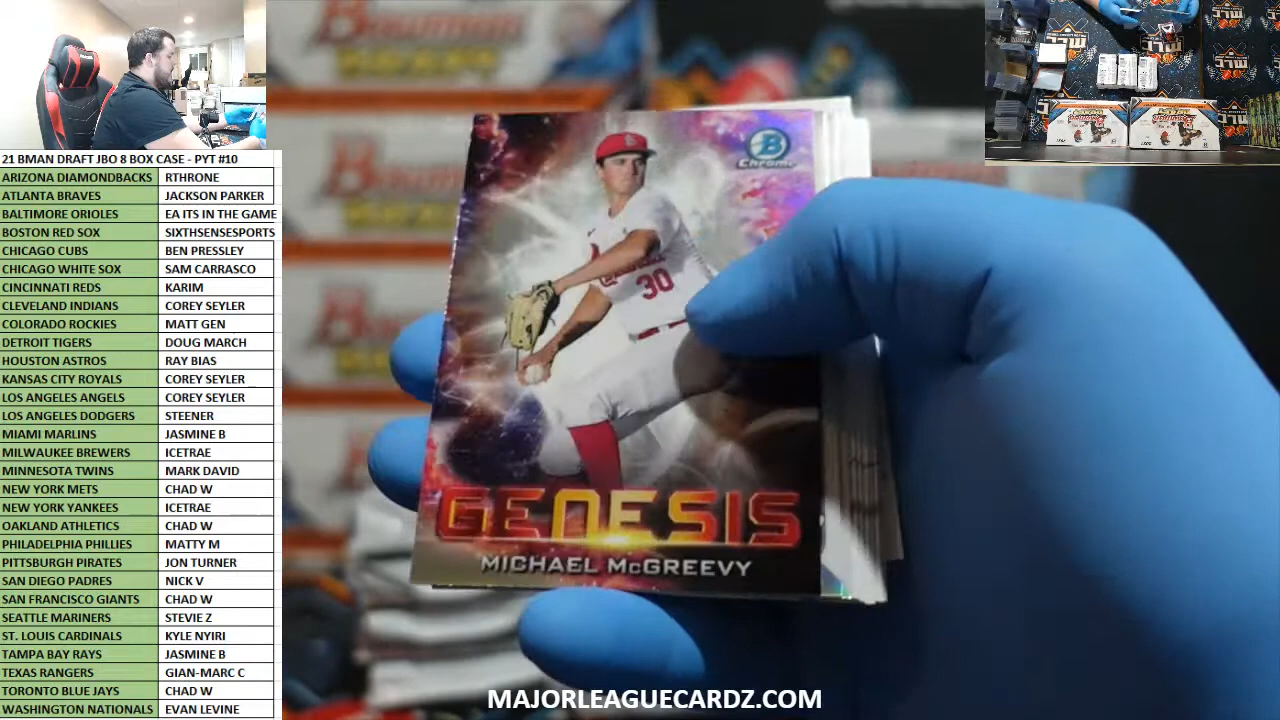 21 BMAN DRAFT JBO 8 BOX CASE - PYT #10
ARIZONA DIAMONDBACKS RTHRONE
ATLANTA BRAVES JACKSON PARKER
BALTIMORE ORIOLES EA ITS IN THE GAME
BOSTON RED SOX SIXTHSENSESPORTS
CHICAGO CUBS BEN PRESSLEY
CHICAGO WHITE SOX SAM CARRASCO
CINCINNATI REDS KARIM
CLEVELAND INDIANS COREY SEYLER
COLORADO ROCKIES MATT GEN
DETROIT TIGERS DOUG MARCH
HOUSTON ASTROS RAY BIAS
KANSAS CITY ROYALS COREY SEYLER
LOS ANGELES ANGELS COREY SEYLER
LOS ANGELES DODGERS STEENER
MIAMI MARLINS JASMINE B
MILWAUKEE BREWERS ICETRAE
MINNESOTA TWINS MARK DAVID
NEW YORK METS CHAD W
NEW YORK YANKEES ICETRAE
OAKLAND ATHLETICS CHAD W
PHILADELPHIA PHILLIES MATTY M
PITTSBURGH PIRATES JON TURNER
SAN DIEGO PADRES NICK V
SAN FRANCISCO GIANTS CHAD W
SEATTLE MARINERS STEVIE Z
ST. LOUIS CARDINALS KYLE NYIRI
TAMPA BAY RAYS JASMINE B
TEXAS RANGERS GIAN-MARC C
TORONTO BLUE JAYS CHAD W
WASHINGTON NATIONALS EVAN LEVINE
B
Chrome
30
GENESIS
MICHAEL McGREEVY
MAJORLEAGUECARDZ.COM
Bowman